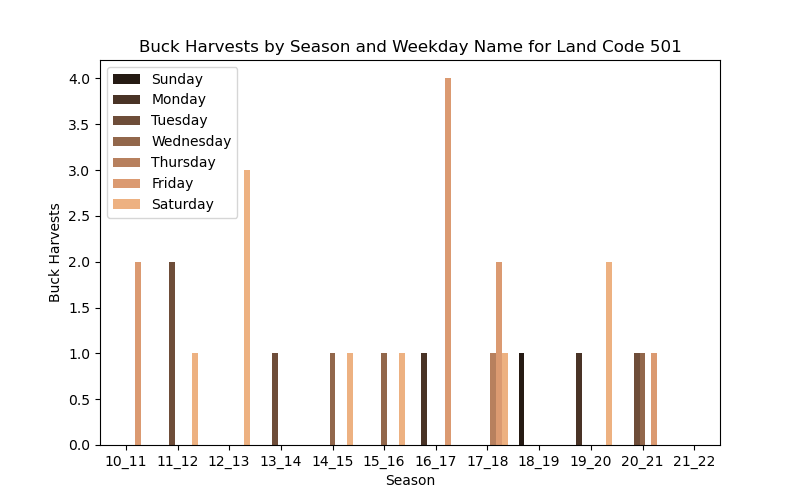 Buck Harvests by Season and Weekday Name for Land Code 501
Sunday
Monday
Tuesday
Wednesday
Thursday
Friday
Saturday
4.0
3.5
3.0
2.5
2.0
1.5
1.0
0.5
0.0
Buck Harvests
10_11 11_12 12_13 13_14 14_15 15_16 16_17 17_18 18_19 19_20 20_21 21_22
Season